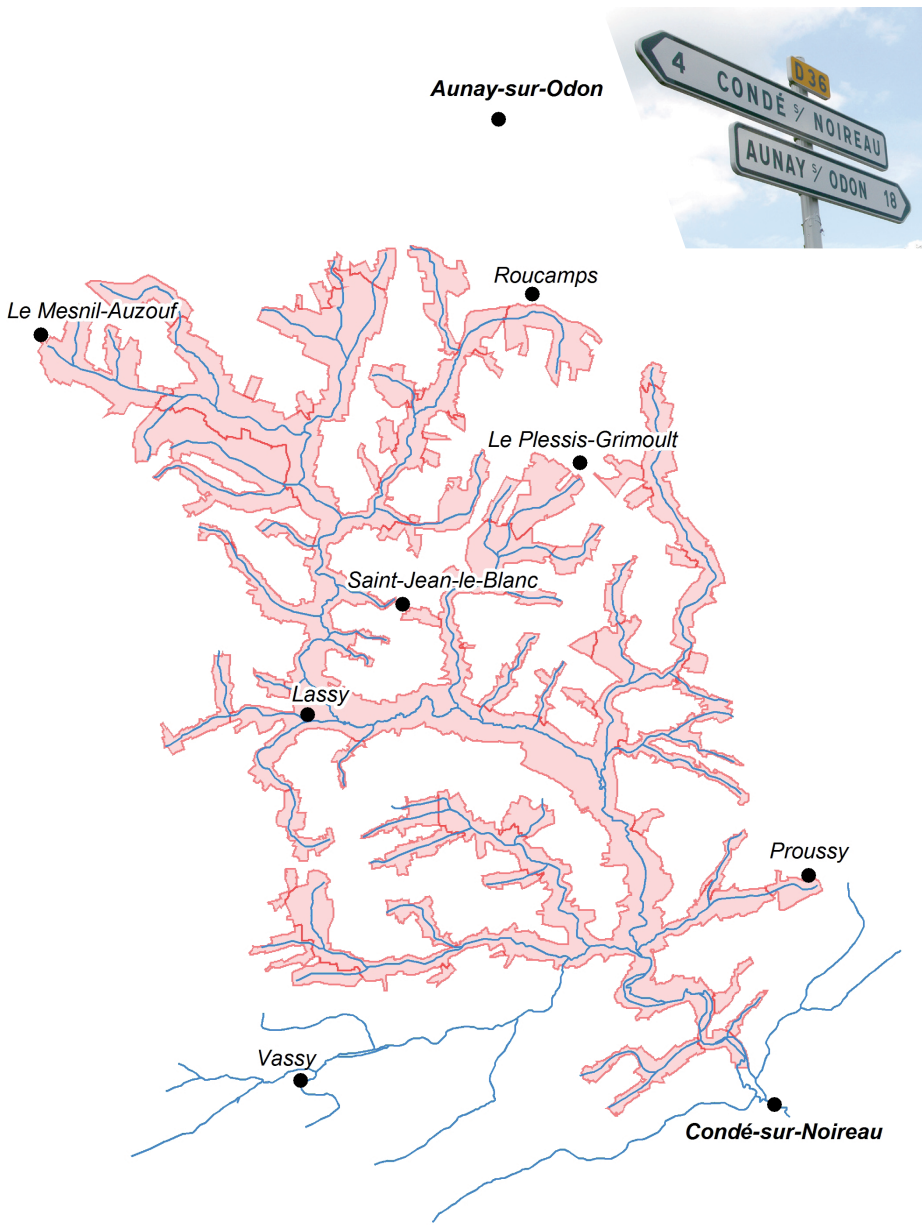 D36
4 CONDÉ s/ NOIREAU
AUNAY s/ ODON 18
Aunay-sur-Odon
Roucamps
Le Mesnil-Auzouf
Le Plessis-Grimoult
Saint-Jean-le-Blanc
Lassy
Proussy
Vassy
Condé-sur-Noireau